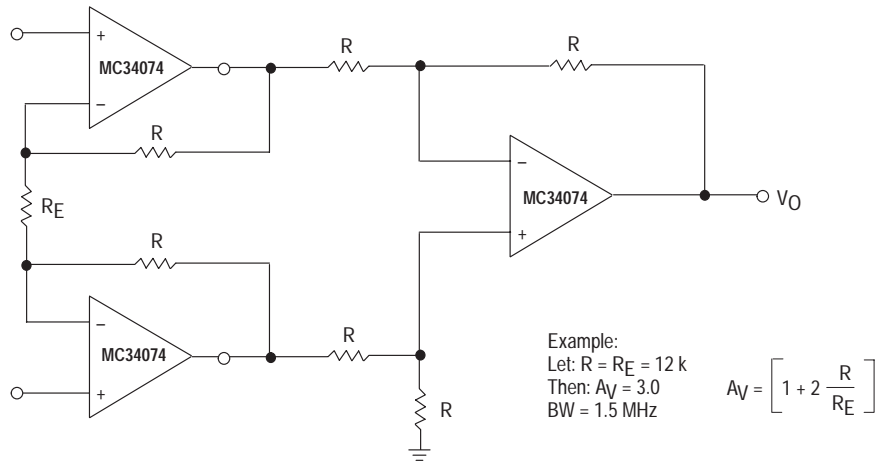 +
MC34074
−
R
R
R
R_E
R
−
MC34074
+
V_O
R
−
MC34074
+
R
R
Example:
Let: R = R_E = 12 k
Then: A_V = 3.0
BW = 1.5 MHz
A_V = [1 + 2 R/R_E]